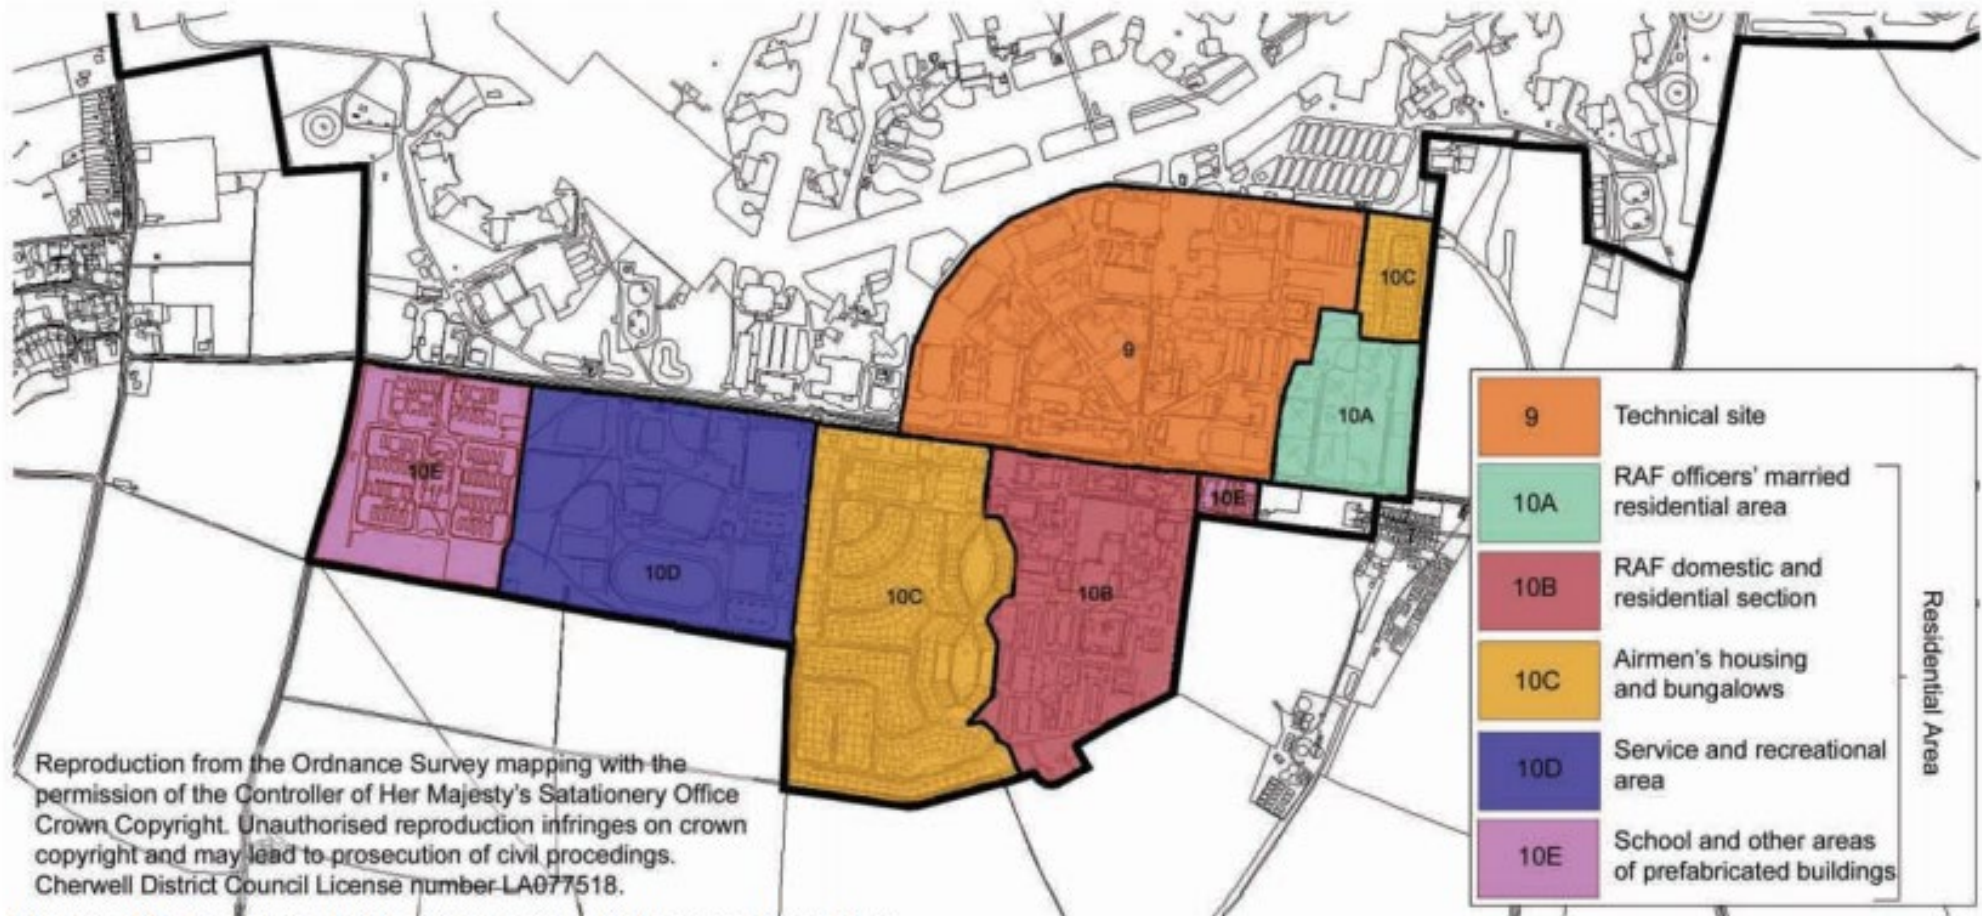 10C
9
10A
10E
10E
10D
10C
10B
9 Technical site
10A RAF officers' married
residential area
10B RAF domestic and
residential section
10C Airmen's housing
and bungalows
10D Service and recreational
area
10E School and other areas
of prefabricated buildings
Residential Area
Reproduction from the Ordnance Survey mapping with the
permission of the Controller of Her Majesty's Satationery Office
Crown Copyright. Unauthorised reproduction infringes on crown
copyright and may lead to prosecution of civil procedings.
Cherwell District Council License number LA077518.